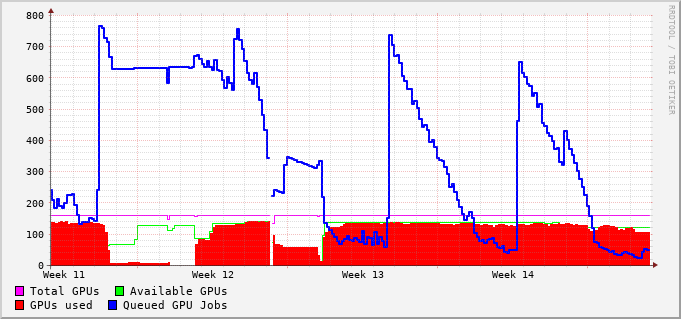 800
700
600
500
400
300
200
100
0
Week 11 Week 12 Week 13 Week 14
Total GPUs Available GPUs
GPUs used Queued GPU Jobs
RRDTOOL / TOBI OETIKER